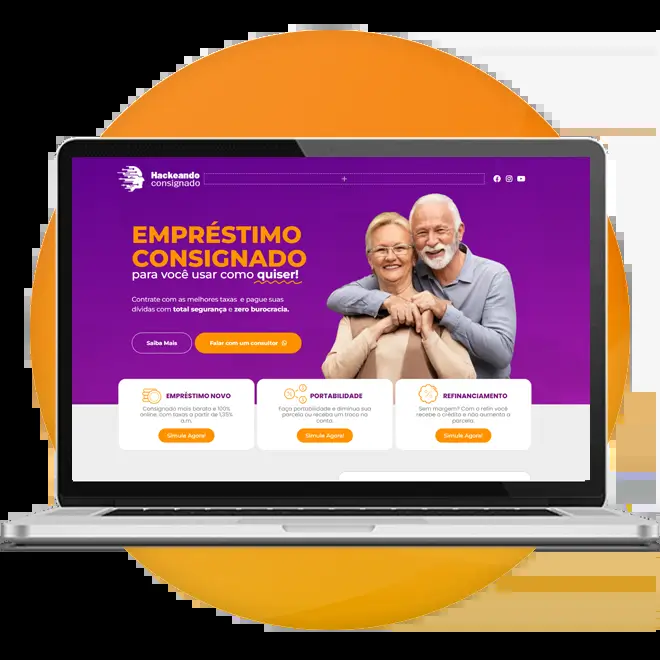 Hackeando
consignado
EMPRÉSTIMO
CONSIGNADO
para você usar como quiser!
Contrate com as melhores taxas e pague suas
dívidas com total segurança e zero burocracia.
Saiba Mais
Falar com um consultor
EMPRÉSTIMO NOVO
Consignado mais barato e 100%
online, com taxas a partir de 1,35%
a.m.
Simule Agora!
PORTABILIDADE
Faça portabilidade e diminua sua
parcela ou receba um troco na
conta.
Simule Agora!
REFINANCIAMENTO
Sem margem? Com o refin você
recebe o crédito e não aumenta a
parcela.
Simule Agora!